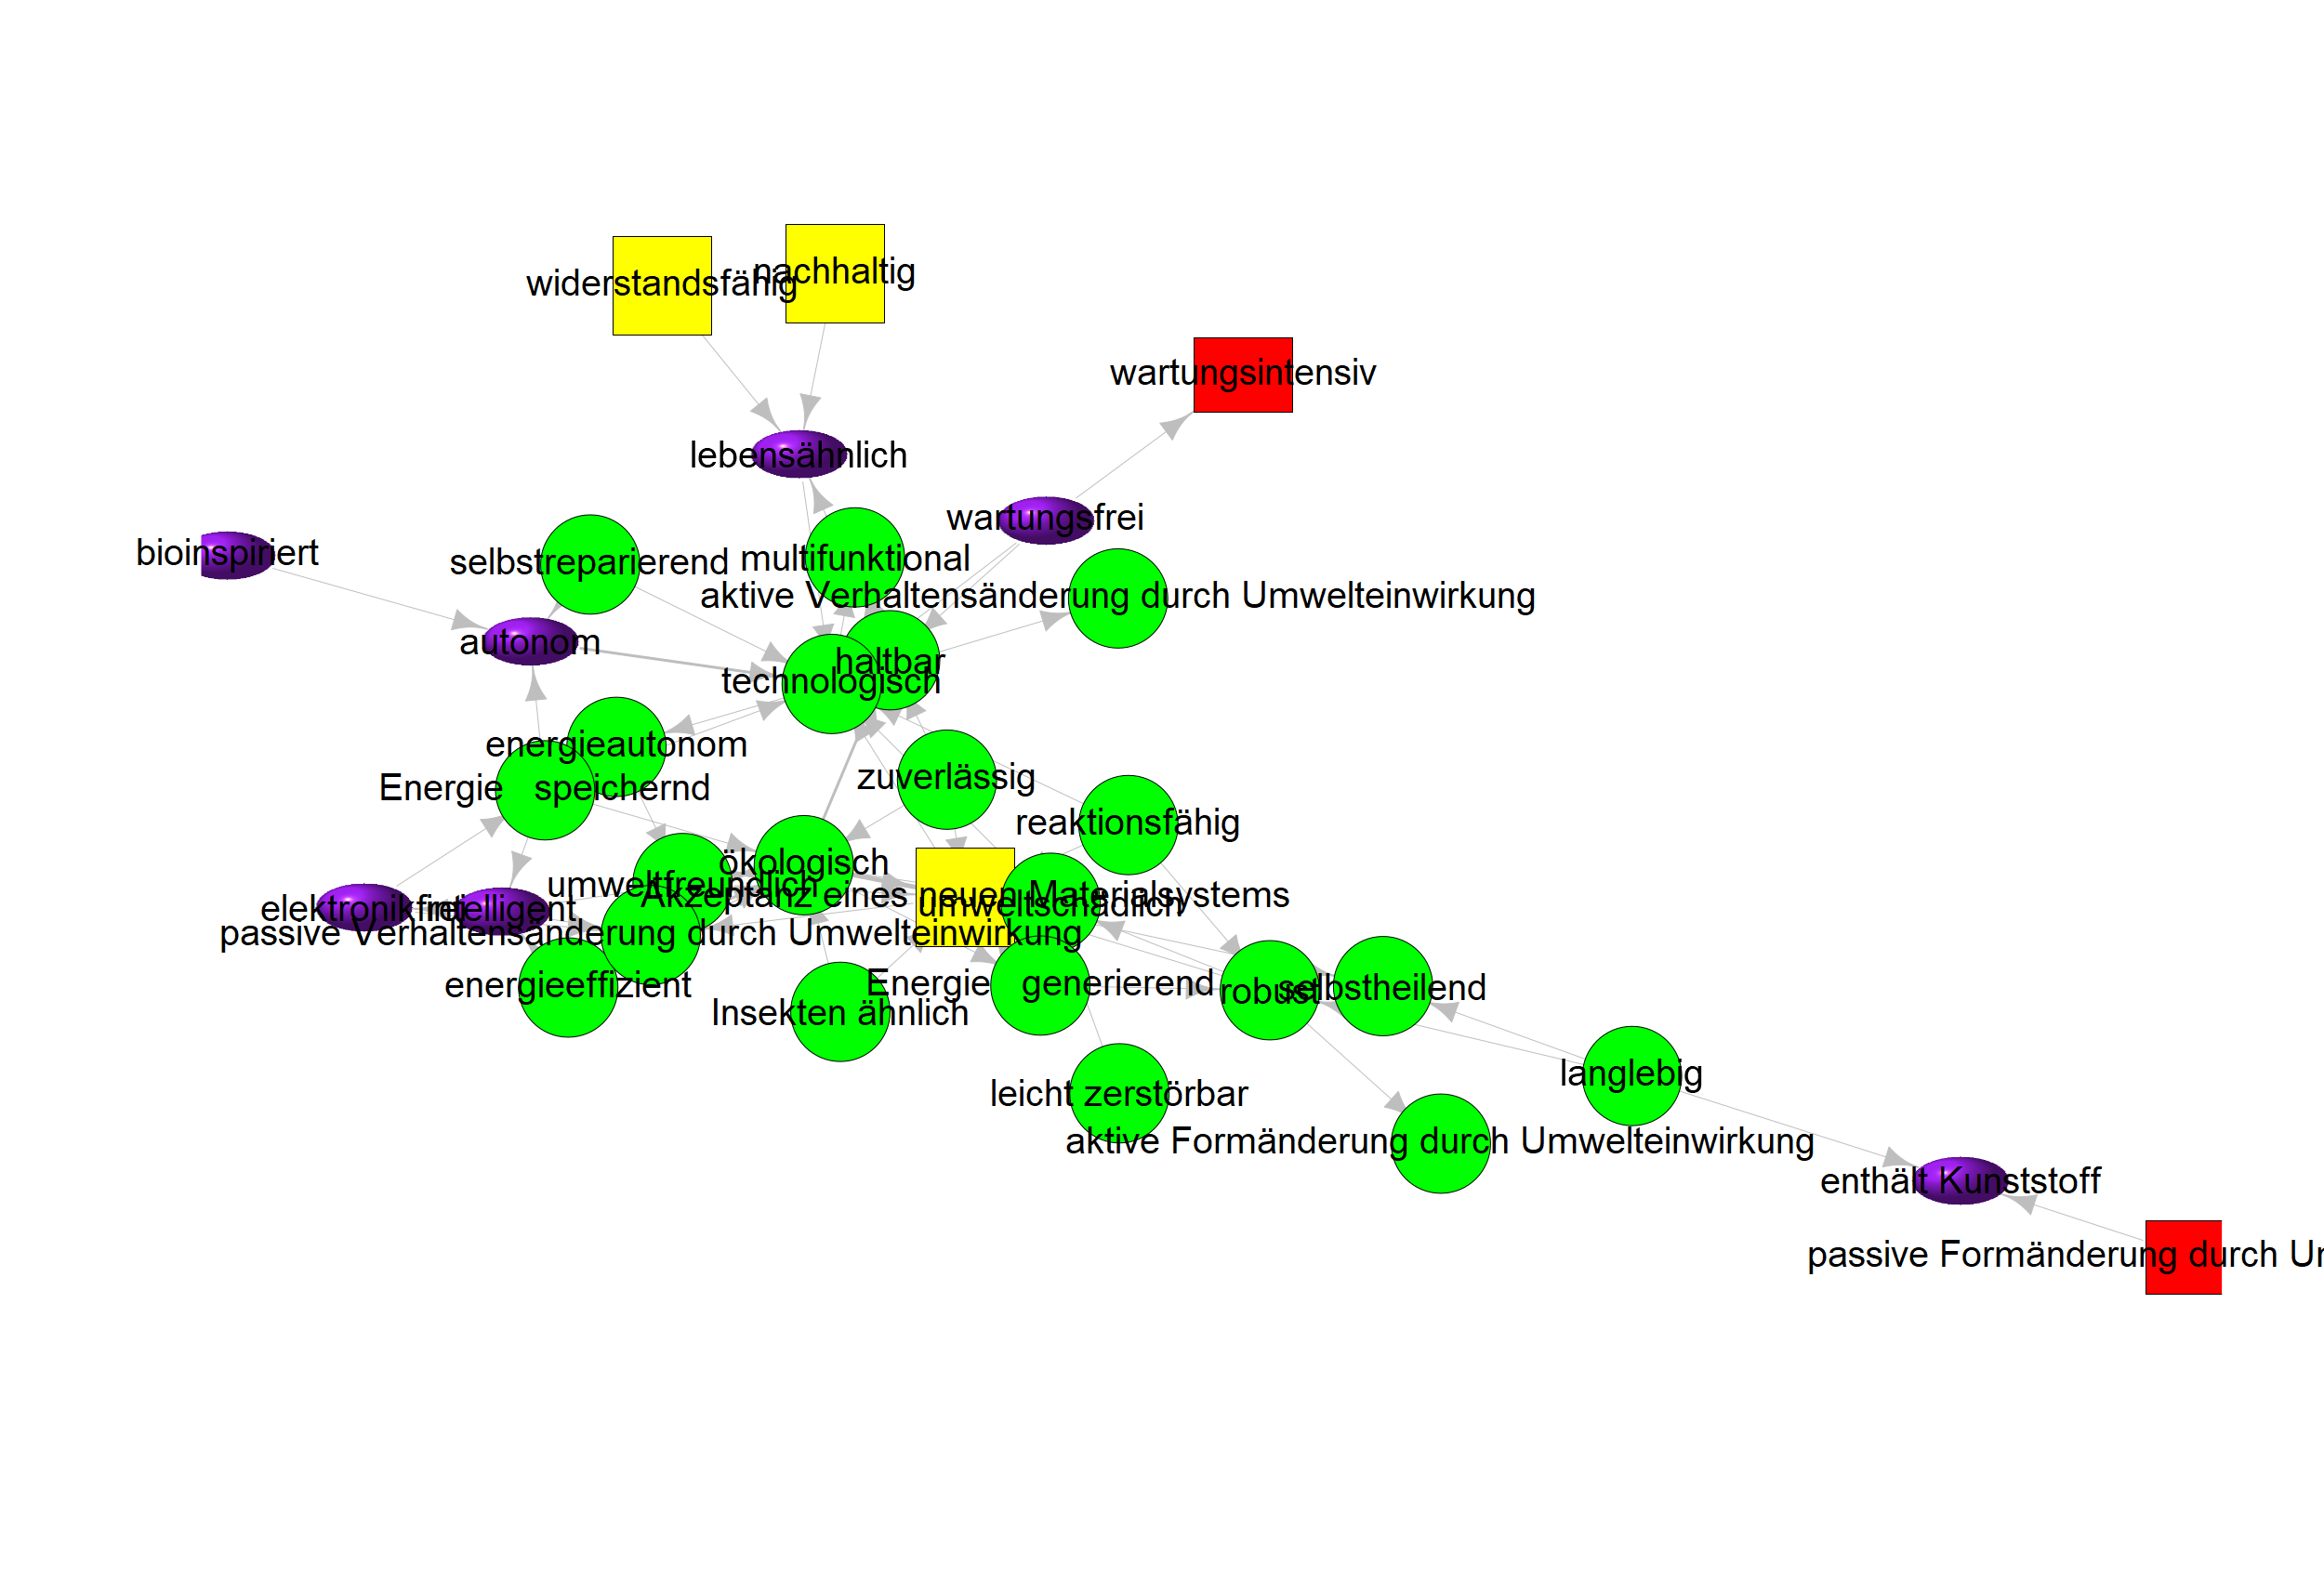 nachhaltig
widerstandsfähig
wartungsintensiv
lebensähnlich
wartungsfrei
bioinspiriert
selbstreparierend
multifunktional
aktive Verhaltensänderung durch Umwelteinwirkung
autonom
haltbar
technologisch
energieautonom
zuverlässig
Energie speichernd
reaktionsfähig
ökologisch
umweltfreundlich
Akzeptanz eines neuen Materialsystems
umweltschädlich
elektronikfrei
intelligent
passive Verhaltensänderung durch Umwelteinwirkung
Energie generierend
energieeffizient
selbstheilend
robust
Insekten ähnlich
langlebig
leicht zerstörbar
aktive Formänderung durch Umwelteinwirkung
enthält Kunststoff
passive Formänderung durch